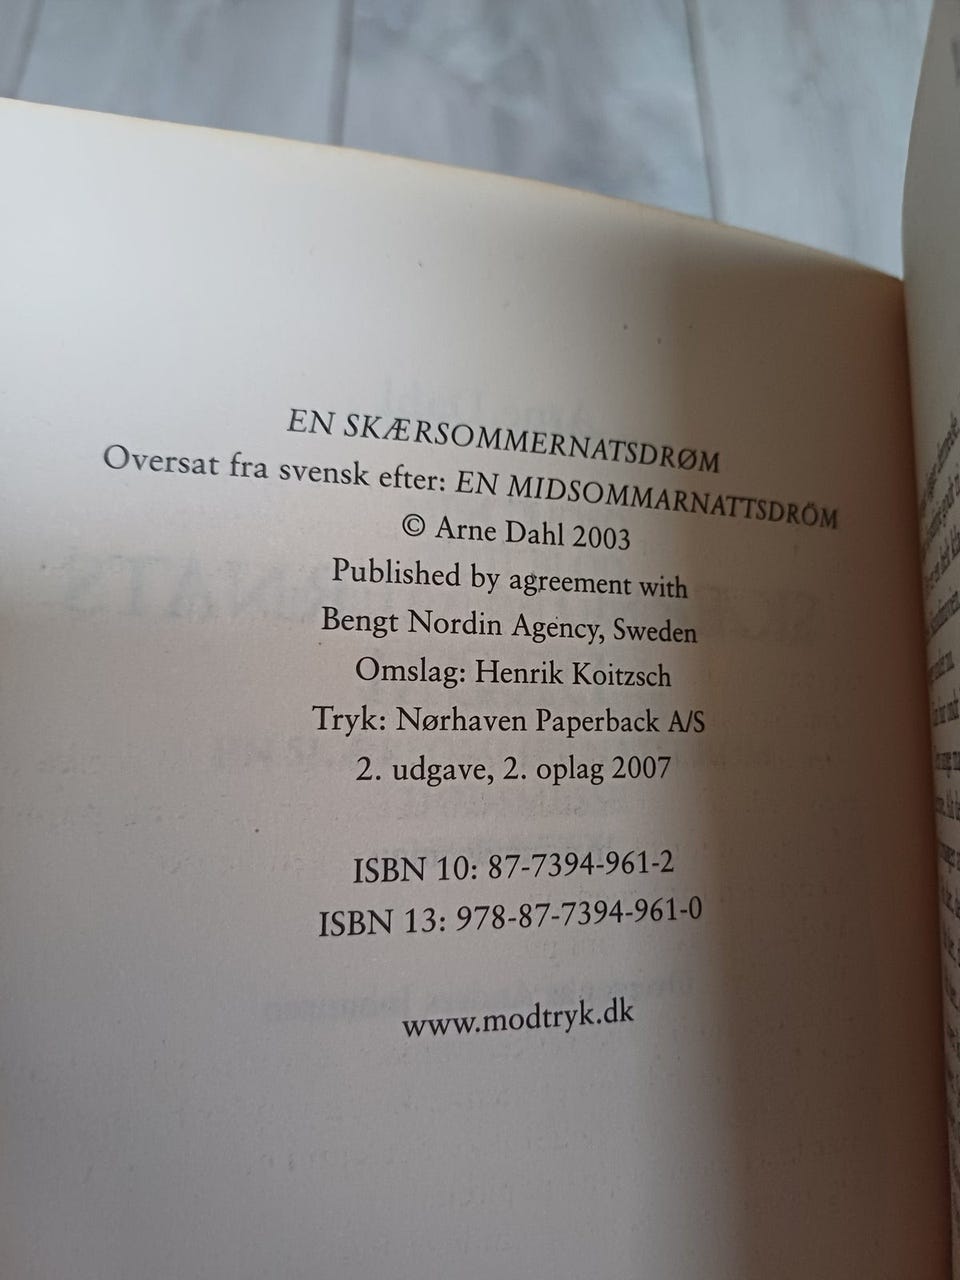 EN SKÆRSOMMERNATSDRØM
Oversat fra svensk efter: EN MIDSOMMARNATTSDRÖM
© Arne Dahl 2003
Published by agreement with
Bengt Nordin Agency, Sweden
Omslag: Henrik Koitzsch
Tryk: Nørhaven Paperback A/S
2. udgave, 2. oplag 2007
ISBN 10: 87-7394-961-2
ISBN 13: 978-87-7394-961-0
www.modtryk.dk